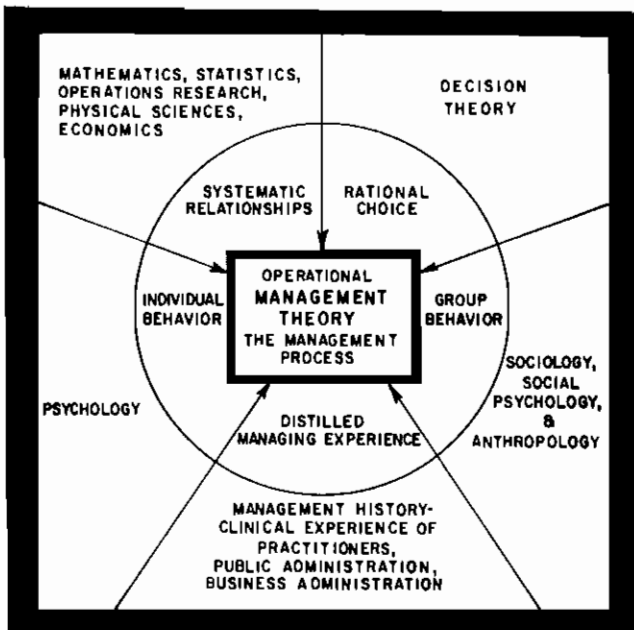 MATHEMATICS, STATISTICS,
OPERATIONS RESEARCH,
PHYSICAL SCIENCES,
ECONOMICS
DECISION
THEORY
SYSTEMATIC
RELATIONSHIPS
RATIONAL
CHOICE
INDIVIDUAL
BEHAVIOR
OPERATIONAL
MANAGEMENT
THEORY
THE MANAGEMENT
PROCESS
GROUP
BEHAVIOR
PSYCHOLOGY
SOCIOLOGY,
SOCIAL
PSYCHOLOGY,
&
ANTHROPOLOGY
DISTILLED
MANAGING EXPERIENCE
MANAGEMENT HISTORY-
CLINICAL EXPERIENCE OF
PRACTITIONERS,
PUBLIC ADMINISTRATION,
BUSINESS ADMINISTRATION